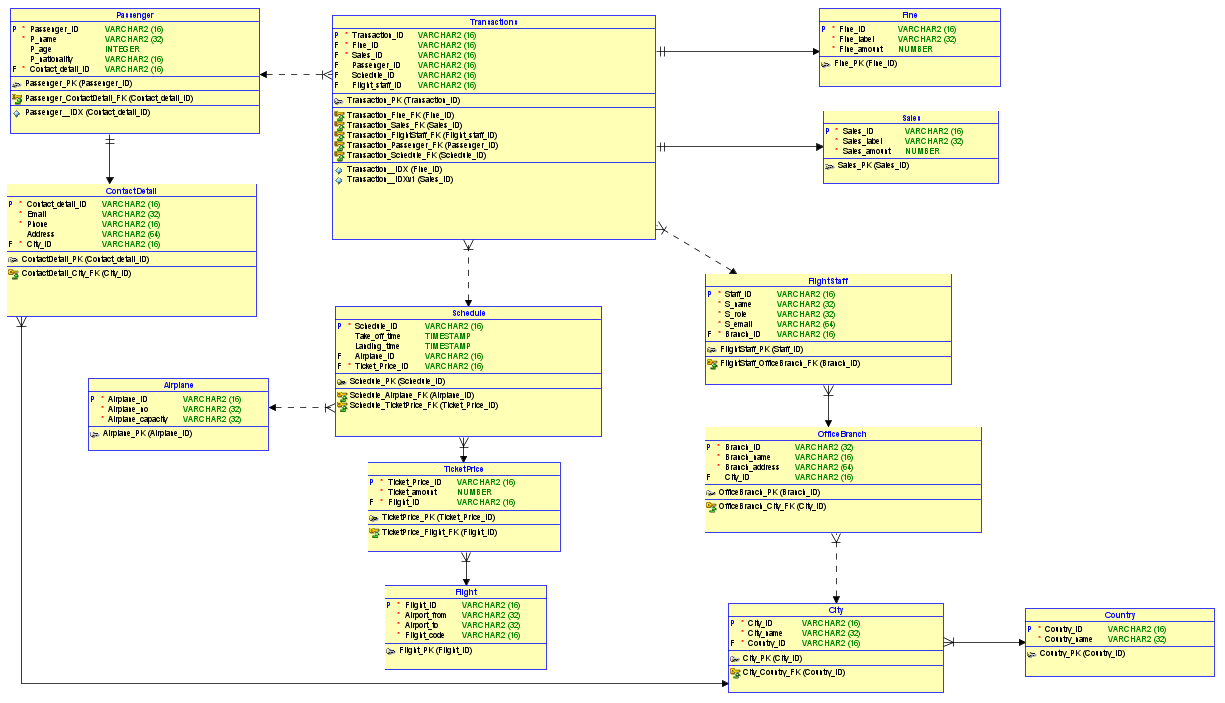 Passenger
P * Passenger_ID VARCHAR2 (16)
* P_name VARCHAR2 (32)
P_age INTEGER
P_nationality VARCHAR2 (16)
F * Contact_detail_ID VARCHAR2 (16)
Passenger_PK (Passenger_ID)
Passenger_ContactDetail_FK (Contact_detail_ID)
Passenger__IDX (Contact_detail_ID)
Transactions
P * Transaction_ID VARCHAR2 (16)
F * Fine_ID VARCHAR2 (16)
F * Sales_ID VARCHAR2 (16)
F Passenger_ID VARCHAR2 (16)
F Schedule_ID VARCHAR2 (16)
F Flight_staff_ID VARCHAR2 (16)
Transaction_PK (Transaction_ID)
Transaction_Fine_FK (Fine_ID)
Transaction_Sales_FK (Sales_ID)
Transaction_FlightStaff_FK (Flight_staff_ID)
Transaction_Passenger_FK (Passenger_ID)
Transaction_Schedule_FK (Schedule_ID)
Transaction__IDX (Fine_ID)
Transaction__IDXv1 (Sales_ID)
Fine
P * Fine_ID VARCHAR2 (16)
* Fine_label VARCHAR2 (32)
* Fine_amount NUMBER
Fine_PK (Fine_ID)
Sales
P * Sales_ID VARCHAR2 (16)
* Sales_label VARCHAR2 (32)
* Sales_amount NUMBER
Sales_PK (Sales_ID)
ContactDetail
P * Contact_detail_ID VARCHAR2 (16)
* Email VARCHAR2 (32)
* Phone VARCHAR2 (16)
Address VARCHAR2 (64)
F * City_ID VARCHAR2 (16)
ContactDetail_PK (Contact_detail_ID)
ContactDetail_City_FK (City_ID)
FlightStaff
P * Staff_ID VARCHAR2 (16)
* S_name VARCHAR2 (32)
* S_role VARCHAR2 (32)
* S_email VARCHAR2 (64)
F * Branch_ID VARCHAR2 (16)
FlightStaff_PK (Staff_ID)
FlightStaff_OfficeBranch_FK (Branch_ID)
Schedule
P * Schedule_ID VARCHAR2 (16)
Take_off_time TIMESTAMP
Landing_time TIMESTAMP
F Airplane_ID VARCHAR2 (16)
F * Ticket_Price_ID VARCHAR2 (16)
Schedule_PK (Schedule_ID)
Schedule_Airplane_FK (Airplane_ID)
Schedule_TicketPrice_FK (Ticket_Price_ID)
Airplane
P * Airplane_ID VARCHAR2 (16)
* Airplane_no VARCHAR2 (32)
* Airplane_capacity VARCHAR2 (32)
Airplane_PK (Airplane_ID)
OfficeBranch
P * Branch_ID VARCHAR2 (32)
* Branch_name VARCHAR2 (16)
* Branch_address VARCHAR2 (64)
F City_ID VARCHAR2 (16)
OfficeBranch_PK (Branch_ID)
OfficeBranch_City_FK (City_ID)
TicketPrice
P * Ticket_Price_ID VARCHAR2 (16)
* Ticket_amount NUMBER
F * Flight_ID VARCHAR2 (16)
TicketPrice_PK (Ticket_Price_ID)
TicketPrice_Flight_FK (Flight_ID)
Flight
P * Flight_ID VARCHAR2 (16)
* Airport_from VARCHAR2 (32)
* Airport_to VARCHAR2 (32)
* Flight_code VARCHAR2 (16)
Flight_PK (Flight_ID)
City
P * City_ID VARCHAR2 (16)
* City_name VARCHAR2 (32)
F * Country_ID VARCHAR2 (16)
City_PK (City_ID)
City_Country_FK (Country_ID)
Country
P * Country_ID VARCHAR2 (16)
* Country_name VARCHAR2 (32)
Country_PK (Country_ID)